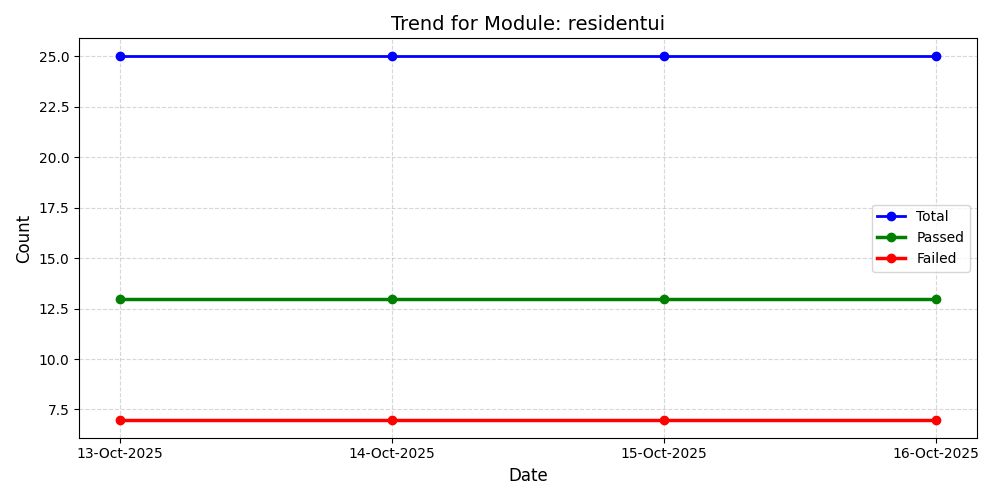 Trend for Module: residentui
Count
25.0
22.5
20.0
17.5
15.0
12.5
10.0
7.5
Total
Passed
Failed
13-Oct-2025 14-Oct-2025 15-Oct-2025 16-Oct-2025
Date